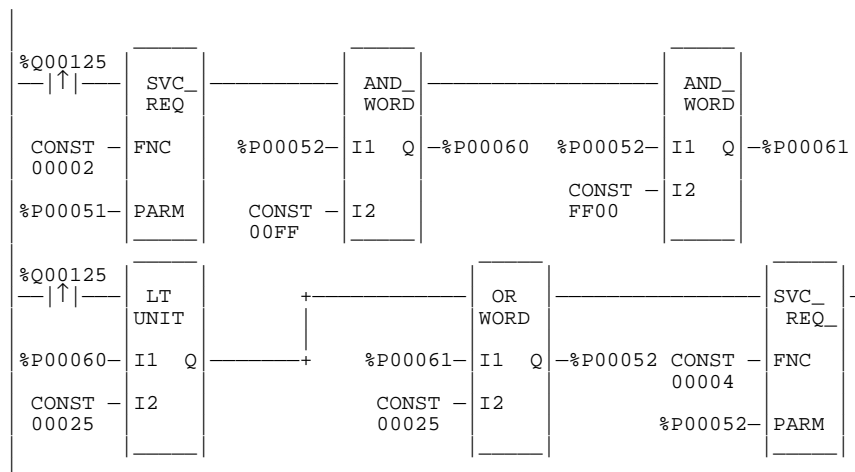 %Q00125
↑ SVC_ AND_ AND_
REQ WORD WORD
CONST FNC %P00052 I1 Q %P00060 %P00052 I1 Q %P00061
00002
CONST I2
%P00051 PARM CONST I2 FF00
00FF
%Q00125
↑ LT OR SVC_
UNIT WORD REQ_
%P00060 I1 Q %P00061 I1 Q %P00052 CONST FNC
00004
CONST I2 CONST I2
00025 00025 %P00052 PARM